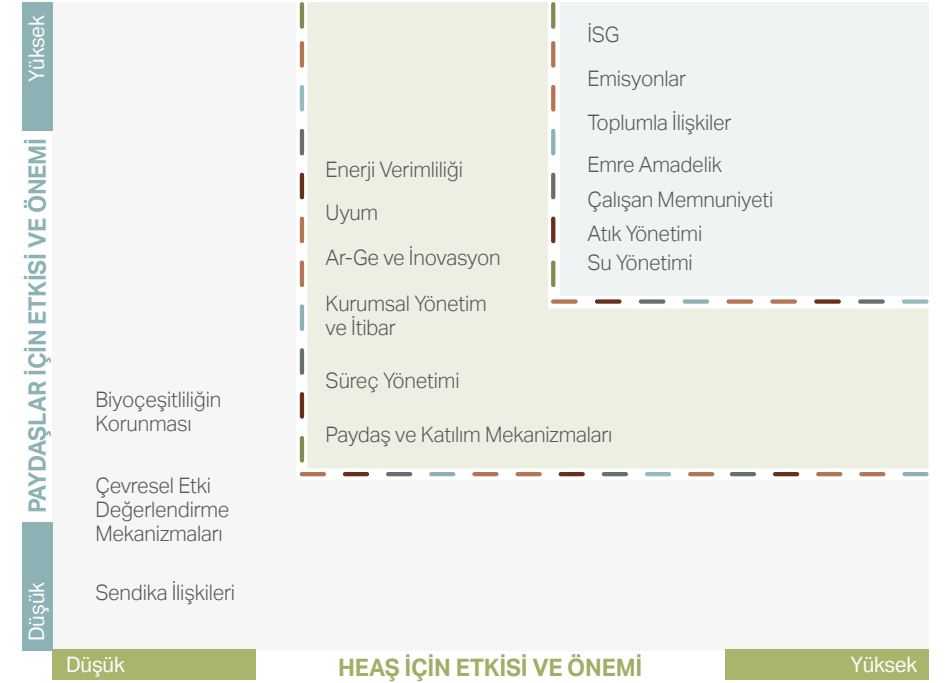 Yüksek
PAYDAŞLAR İÇİN ETKİSİ VE ÖNEMİ
Düşük
İSG
Emisyonlar
Toplumla İlişkiler
Emre Amadelik
Çalışan Memnuniyeti
Atık Yönetimi
Su Yönetimi
Enerji Verimliliği
Uyum
Ar-Ge ve İnovasyon
Kurumsal Yönetim
ve İtibar
Süreç Yönetimi
Paydaş ve Katılım Mekanizmaları
Biyoçeşitliliğin
Korunması
Çevresel Etki
Değerlendirme
Mekanizmaları
Sendika İlişkileri
Düşük
HEAŞ İÇİN ETKİSİ VE ÖNEMİ
Yüksek